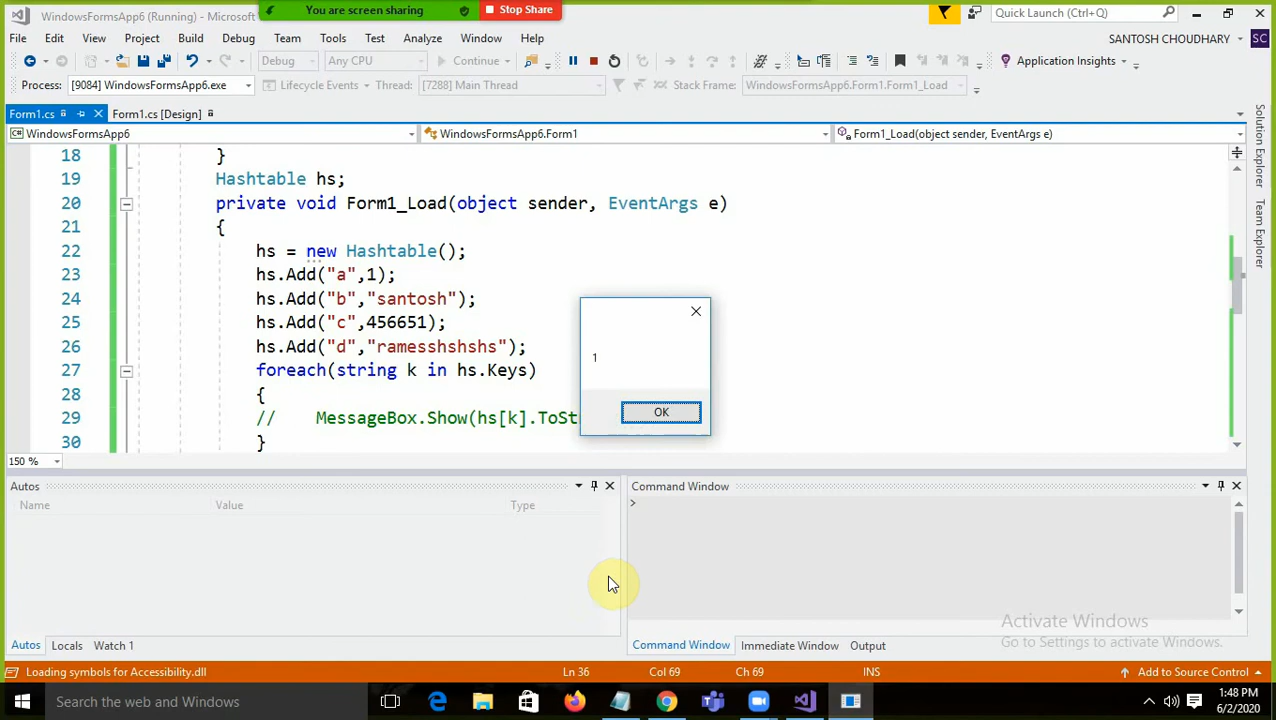 WindowsFormsApp6 (Running) - Microsoft
You are screen sharing
Stop Share
Quick Launch (Ctrl+Q)
File Edit View Project Build Debug Team Tools Test Analyze Window Help
SANTOSH CHOUDHARY
SC
Debug Any CPU Continue Application Insights
Process: [9084] WindowsFormsApp6.exe Lifecycle Events Thread: [7288] Main Thread Stack Frame: WindowsFormsApp6.Form1.Form1_Load
Form1.cs Form1.cs [Design]
WindowsFormsApp6 WindowsFormsApp6.Form1 Form1_Load(object sender, EventArgs e)
18 }
19 Hashtable hs;
20 private void Form1_Load(object sender, EventArgs e)
21 {
22 hs = new Hashtable();
23 hs.Add("a",1);
24 hs.Add("b","santosh");
25 hs.Add("c",456651);
26 hs.Add("d","ramesshshshs");
27 foreach(string k in hs.Keys)
28 {
29 // MessageBox.Show(hs[k].ToSt
30 }
1
OK
Solution Explorer
Team Explorer
150 %
Autos
Name Value Type
Command Window
>
Autos Locals Watch 1
Command Window Immediate Window Output
Activate Windows
Go to Settings to activate Windows.
Loading symbols for Accessibility.dll Ln 36 Col 69 Ch 69 INS Add to Source Control
Search the web and Windows
1:48 PM
6/2/2020